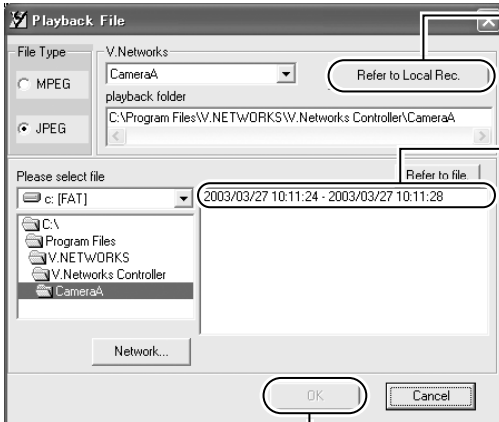 Playback File
File Type
V.Networks
MPEG
JPEG
CameraA
Refer to Local Rec.
playback folder
C:\Program Files\V.NETWORKS\V.Networks Controller\CameraA
Please select file
Refer to file.
c: [FAT]
2003/03/27 10:11:24 - 2003/03/27 10:11:28
C:\
Program Files
V.NETWORKS
V.Networks Controller
CameraA
Network...
OK
Cancel